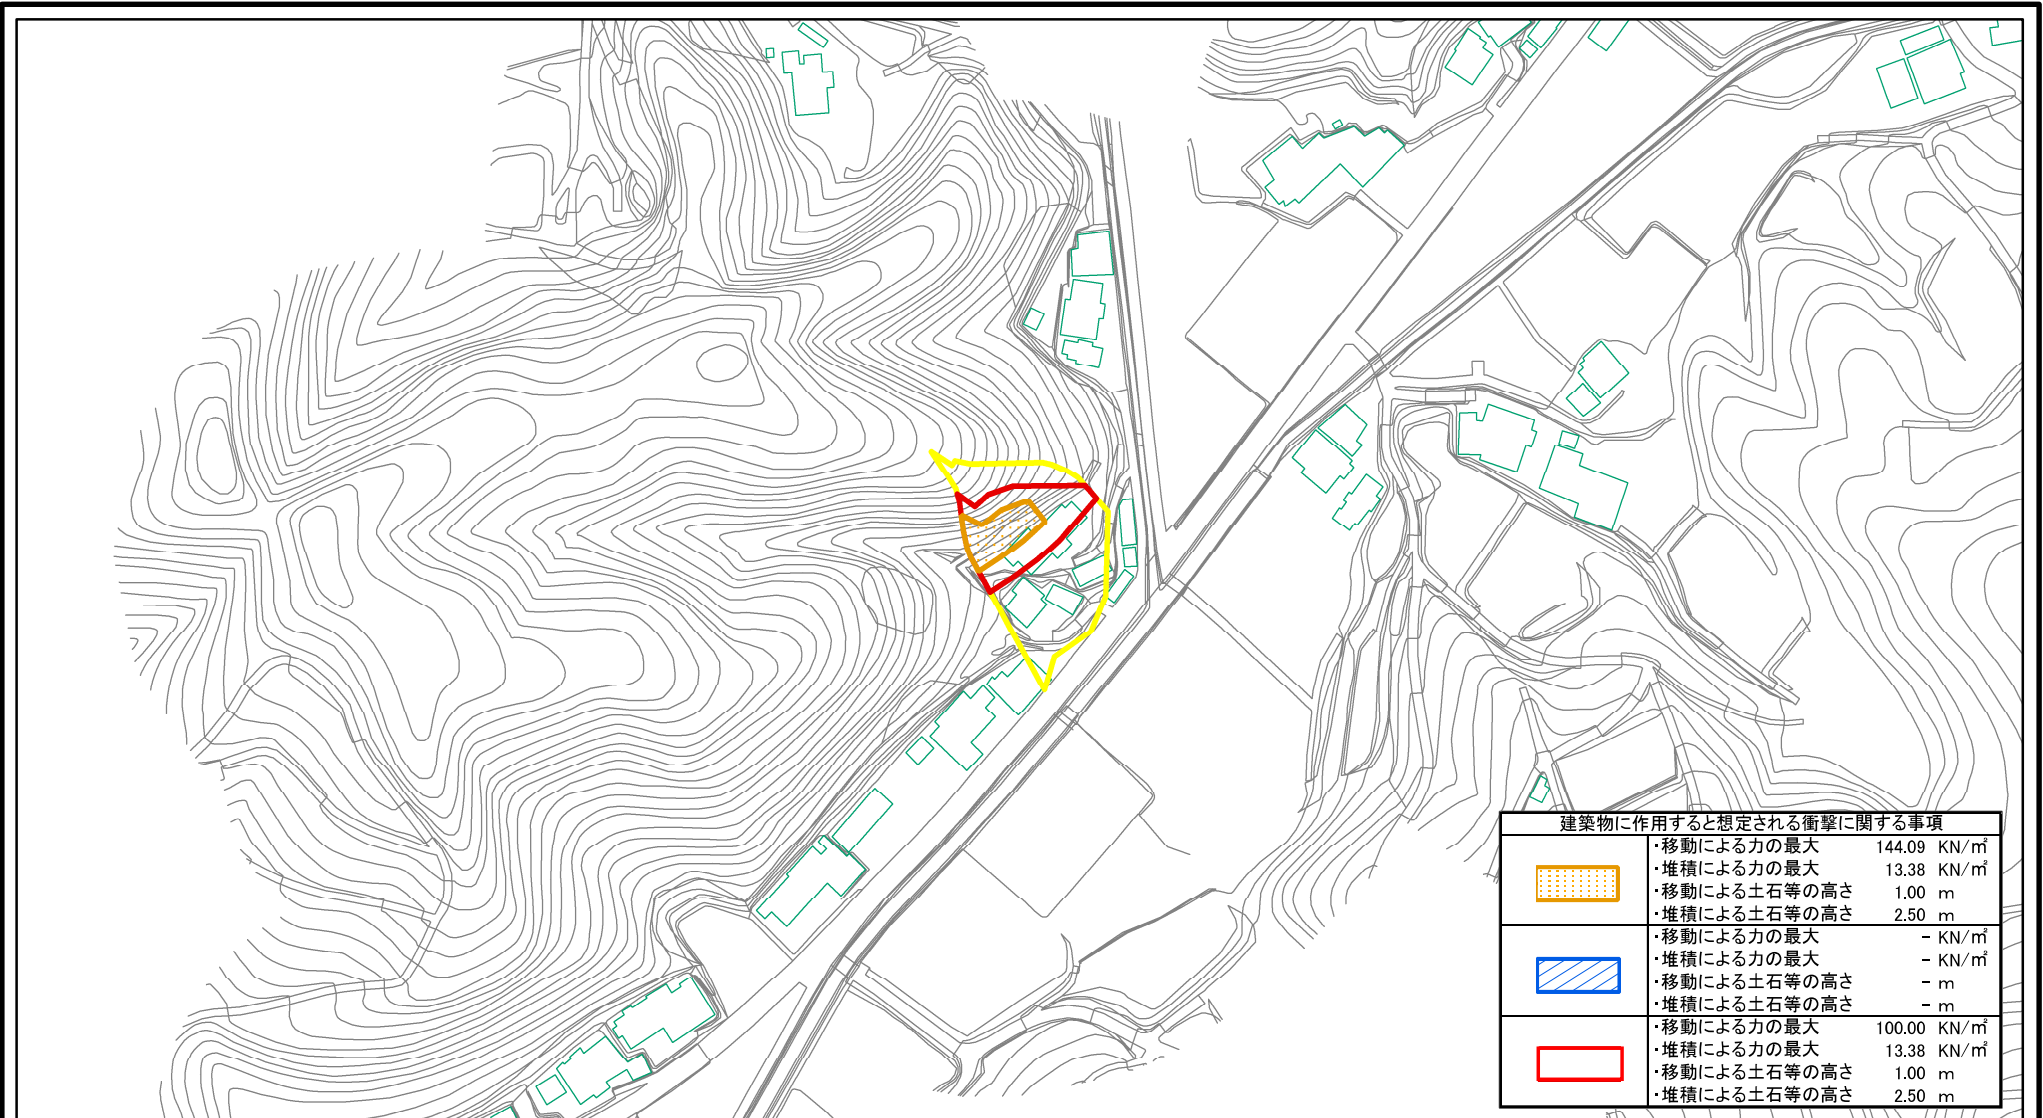 建築物に作用すると想定される衝撃に関する事項
・移動による力の最大 144.09 KN/㎡
・堆積による力の最大 13.38 KN/㎡
・移動による土石等の高さ 1.00 m
・堆積による土石等の高さ 2.50 m
・移動による力の最大 - KN/㎡
・堆積による力の最大 - KN/㎡
・移動による土石等の高さ - m
・堆積による土石等の高さ - m
・移動による力の最大 100.00 KN/㎡
・堆積による力の最大 13.38 KN/㎡
・移動による土石等の高さ 1.00 m
・堆積による土石等の高さ 2.50 m